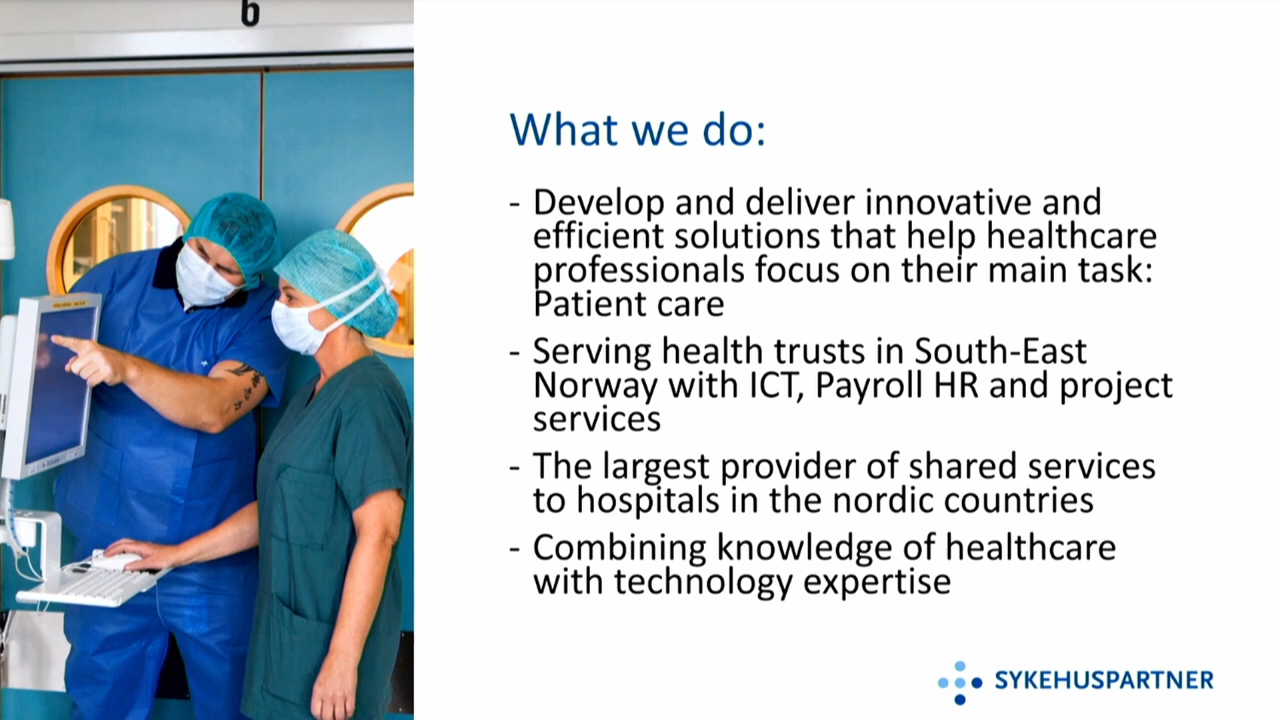 6
What we do:
- Develop and deliver innovative and
efficient solutions that help healthcare
professionals focus on their main task:
Patient care
- Serving health trusts in South-East
Norway with ICT, Payroll HR and project
services
- The largest provider of shared services
to hospitals in the nordic countries
- Combining knowledge of healthcare
with technology expertise
SYKEHUSPARTNER